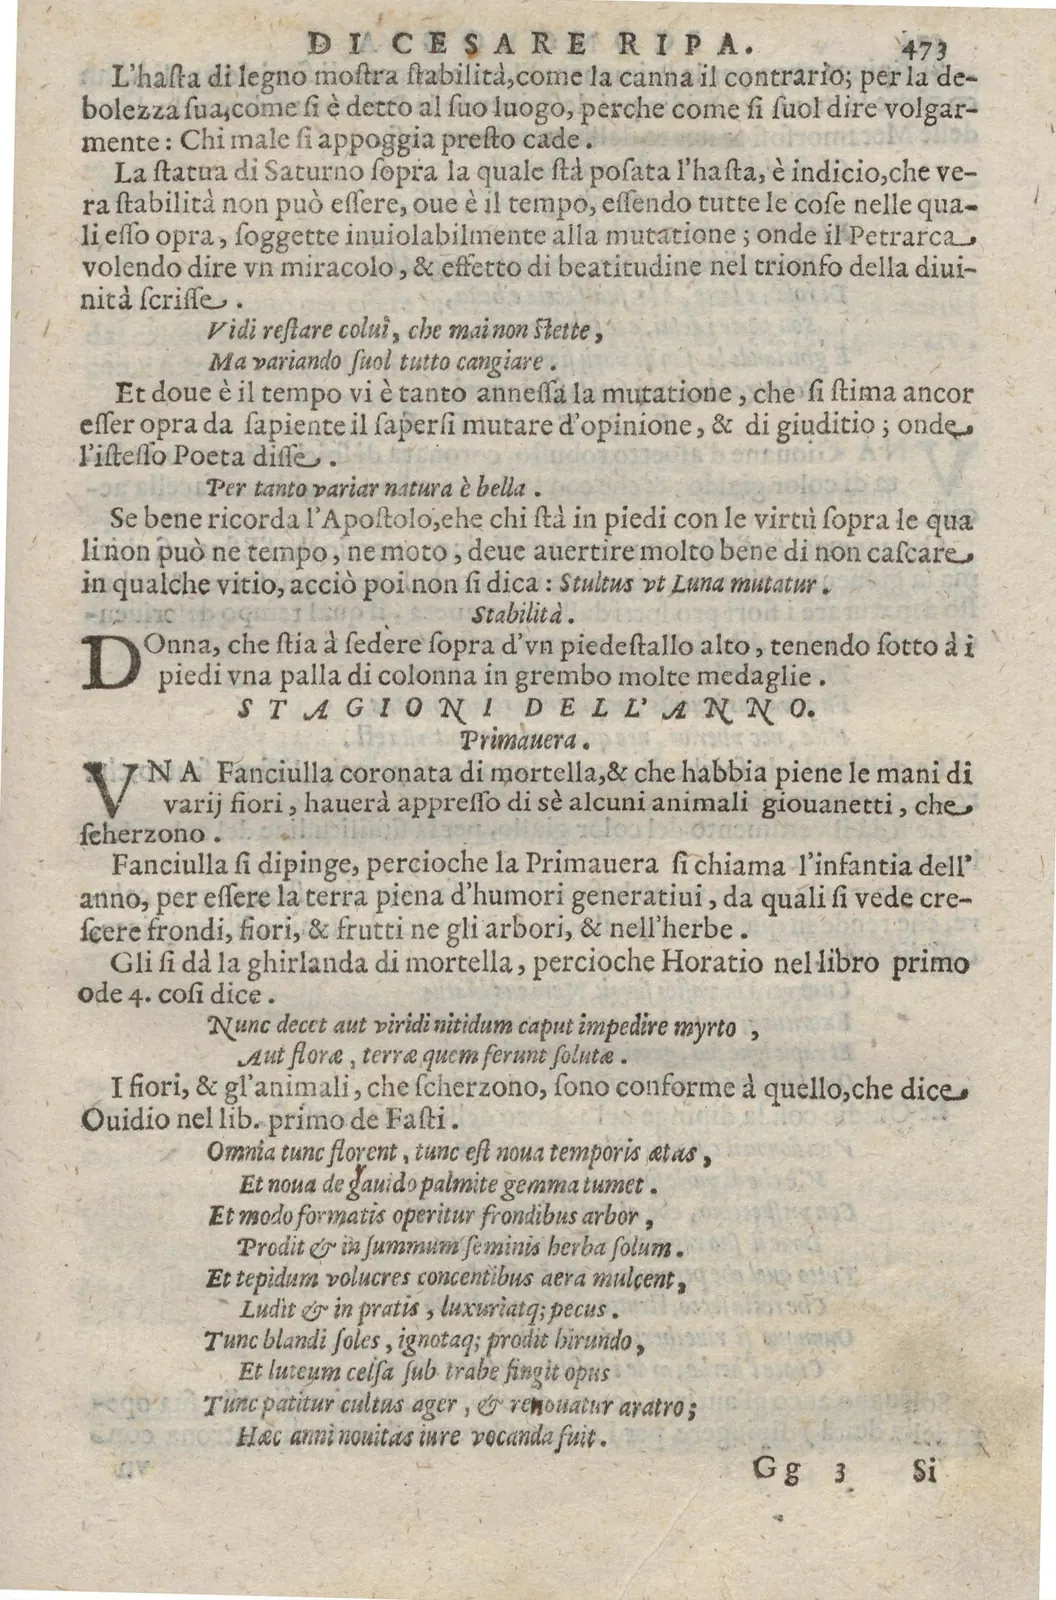 DI CESARE RIPA. 473
L'hasta di legno mostra stabilità,come la canna il contrario; per la de-
bolezza sua,come si è detto al suo luogo, perche come si suol dire volgar-
mente: Chi male si appoggia presto cade.
La statua di Saturno sopra la quale stà posata l'hasta, è indicio,che ve-
ra stabilità non può essere, oue è il tempo, essendo tutte le cose nelle qua-
li esso opra, soggette inuiolabilmente alla mutatione; onde il Petrarca
volendo dire vn miracolo, & effetto di beatitudine nel trionfo della diui-
nità scrisse.
Vidi restare colui, che mai non stette,
Ma variando suol tutto cangiare.
Et doue è il tempo vi è tanto annessa la mutatione, che si stima ancor
esser opra da sapiente il sapersi mutare d'opinione, & di giuditio; onde
l'istesso Poeta disse.
Per tanto variar natura è bella.
Se bene ricorda l'Apostolo,ehe chi stà in piedi con le virtù sopra le qua
li non può ne tempo, ne moto, deue auertire molto bene di non cascare
in qualche vitio, acciò poi non si dica: Stultus vt Luna mutatur.
Stabilità.
DOnna, che stia à sedere sopra d'vn piedestallo alto, tenendo sotto à i
piedi vna palla di colonna in grembo molte medaglie.
STAGIONI DELL'ANNO.
Primauera.
VNA Fanciulla coronata di mortella,& che habbia piene le mani di
varij fiori, hauerà appresso di sè alcuni animali giouanetti, che
scherzono.
Fanciulla si dipinge, percioche la Primauera si chiama l'infantia dell'
anno, per essere la terra piena d'humori generatiui, da quali si vede cre-
scere frondi, fiori, & frutti ne gli arbori, & nell'herbe.
Gli si dà la ghirlanda di mortella, percioche Horatio nel libro primo
ode 4. così dice.
Nunc decet aut viridi nitidum caput impedire myrto,
Aut floræ, terræ quem ferunt solutæ.
I fiori, & gl'animali, che scherzono, sono conforme à quello,che dice
Ouidio nel lib. primo de Fasti.
Omnia tunc florent, tunc est noua temporis ætas,
Et noua de gauido palmite gemma tumet.
Et modo formatis operitur frondibus arbor,
Prodit & in summum seminis herba solum.
Et tepidum volucres concentibus aera mulcent,
Ludit & in pratis, luxuriatq; pecus.
Tunc blandi soles, ignotaq; prodit hirundo,
Et luteum celsa sub trabe fingit opus
Tunc patitur cultus ager, & renouatur aratro;
Hæc anni nouitas iure vocanda fuit.
Gg 3 Si